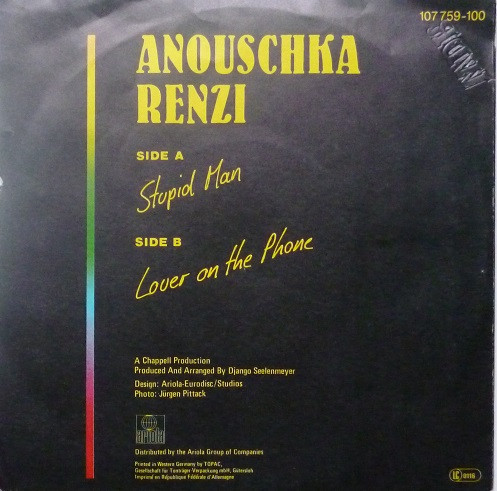 107 759-100
ANOUSCHKA
RENZI
SIDE A
Stupid Man
SIDE B
Lover on the Phone
A Chappell Production
Produced And Arranged By Django Seelenmeyer
Design: Ariola-Eurodisc/Studios
Photo: Jürgen Pittack
ariola
Distributed by the Ariola Group of Companies
Printed in Western Germany by TOPAC,
Gesellschaft für Tonträger-Verpackung mbH, Gütersloh
Imprimé en République Fédérale d'Allemagne
LC 0116